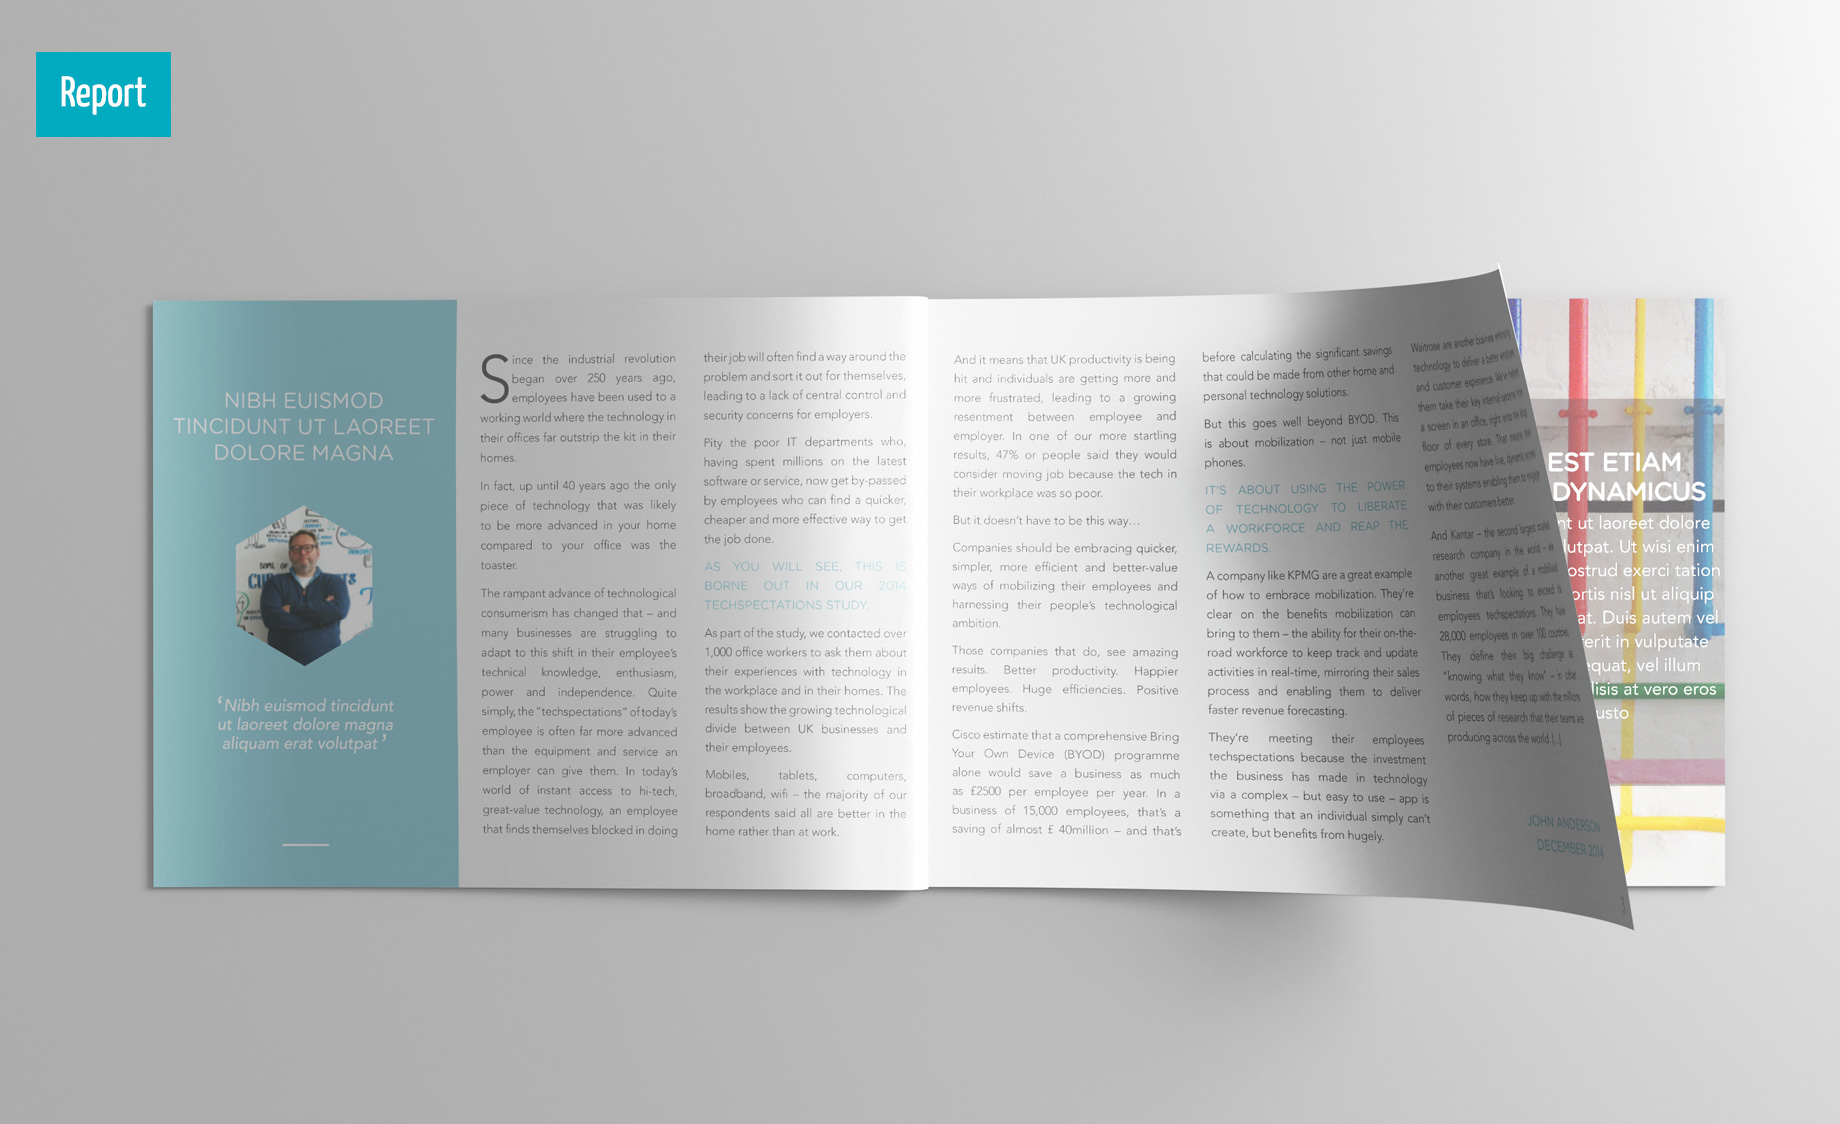 Report
NIBH EUISMOD
TINCIDUNT UT LAOREET
DOLORE MAGNA
‘Nibh euismod tincidunt
ut laoreet dolore magna
aliquam erat volutpat’
Since the industrial revolution
began over 250 years ago,
employees have been used to a
working world where the technology in
their offices far outstrip the kit in their
homes.
In fact, up until 40 years ago the only
piece of technology that was likely
to be more advanced in your home
compared to your office was the
toaster.
The rampant advance of technological
consumerism has changed that – and
many businesses are struggling to
adapt to this shift in their employee's
technical knowledge, enthusiasm,
power and independence. Quite
simply, the "techspectations" of today's
employee is often far more advanced
than the equipment and service an
employer can give them. In today's
world of instant access to hi-tech,
great-value technology, an employee
that finds themselves blocked in doing
their job will often find a way around the
problem and sort it out for themselves,
leading to a lack of central control and
security concerns for employers.
Pity the poor IT departments who,
having spent millions on the latest
software or service, now get by-passed
by employees who can find a quicker,
cheaper and more effective way to get
the job done.
AS YOU WILL SEE, THIS IS
BORNE OUT IN OUR 2014
TECHSPECTATIONS STUDY.
As part of the study, we contacted over
1,000 office workers to ask them about
their experiences with technology in
the workplace and in their homes. The
results show the growing technological
divide between UK businesses and
their employees.
Mobiles, tablets, computers,
broadband, wifi – the majority of our
respondents said all are better in the
home rather than at work.
And it means that UK productivity is being
hit and individuals are getting more and
more frustrated, leading to a growing
resentment between employee and
employer. In one of our more startling
results, 47% or people said they would
consider moving job because the tech in
their workplace was so poor.
But it doesn't have to be this way…
Companies should be embracing quicker,
simpler, more efficient and better-value
ways of mobilizing their employees and
harnessing their people's technological
ambition.
Those companies that do, see amazing
results. Better productivity. Happier
employees. Huge efficiencies. Positive
revenue shifts.
Cisco estimate that a comprehensive Bring
Your Own Device (BYOD) programme
alone would save a business as much
as £2500 per employee per year. In a
business of 15,000 employees, that's a
saving of almost £ 40million – and that's
before calculating the significant savings
that could be made from other home and
personal technology solutions.
But this goes well beyond BYOD. This
is about mobilization – not just mobile
phones.
IT'S ABOUT USING THE POWER
OF TECHNOLOGY TO LIBERATE
A WORKFORCE AND REAP THE
REWARDS.
A company like KPMG are a great example
of how to embrace mobilization. They're
clear on the benefits mobilization can
bring to them – the ability for their on-the-
road workforce to keep track and update
activities in real-time, mirroring their sales
process and enabling them to deliver
faster revenue forecasting.
They're meeting their employees
techspectations because the investment
the business has made in technology
via a complex – but easy to use – app is
something that an individual simply can't
create, but benefits from hugely.
Waitrose are another business
technology to deliver a better
and customer experience. We've
them take their key internal
a screen in an office, right onto the
floor of every store. That means the
employees now have live, dynamic
to their systems enabling them to engage
with their customers better.
And Kantar – the second largest market
research company in the world – as
another great example of a mobilised
business that's looking to exceed its
employees techspectations. They have
28,000 employees in over 100 countries.
They define their big challenge as
"knowing what they know" – in other
words, how they keep up with the millions
of pieces of research that their teams are
producing across the world. [..]
JOHN ANDERSON
DECEMBER 2014
EST ETIAM
DYNAMICUS
nt ut laoreet dolore
lutpat. Ut wisi enim
ostrud exerci tation
ortis nisl ut aliquip
at. Duis autem vel
erit in vulputate
equat, vel illum
lisis at vero eros
usto